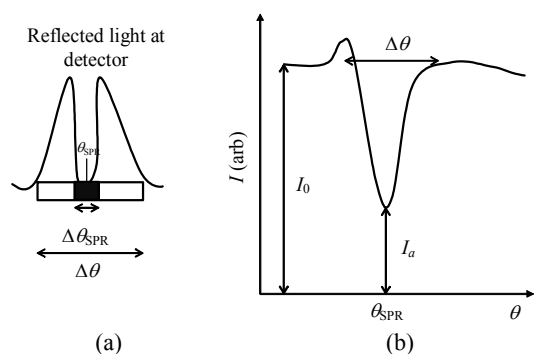 Reflected light at
detector
θSPR
ΔθSPR
Δθ
(a)
I (arb)
Δθ
I0
Ia
θSPR
θ
(b)